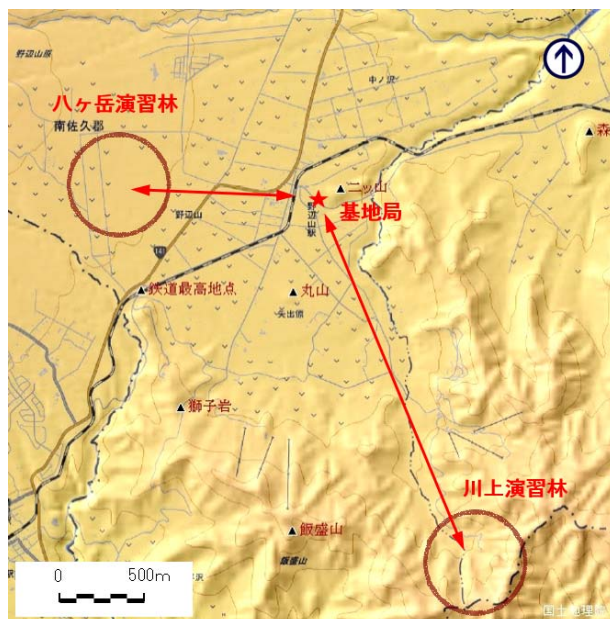 野辺山原
中ノ沢
八ヶ岳演習林
南佐久郡
森
二ッ山
基地局
野辺山
野辺山駅
141
鉄道最高地点
丸山
矢出原
獅子岩
川上演習林
飯盛山
飯盛山
0 500m
国土地理院